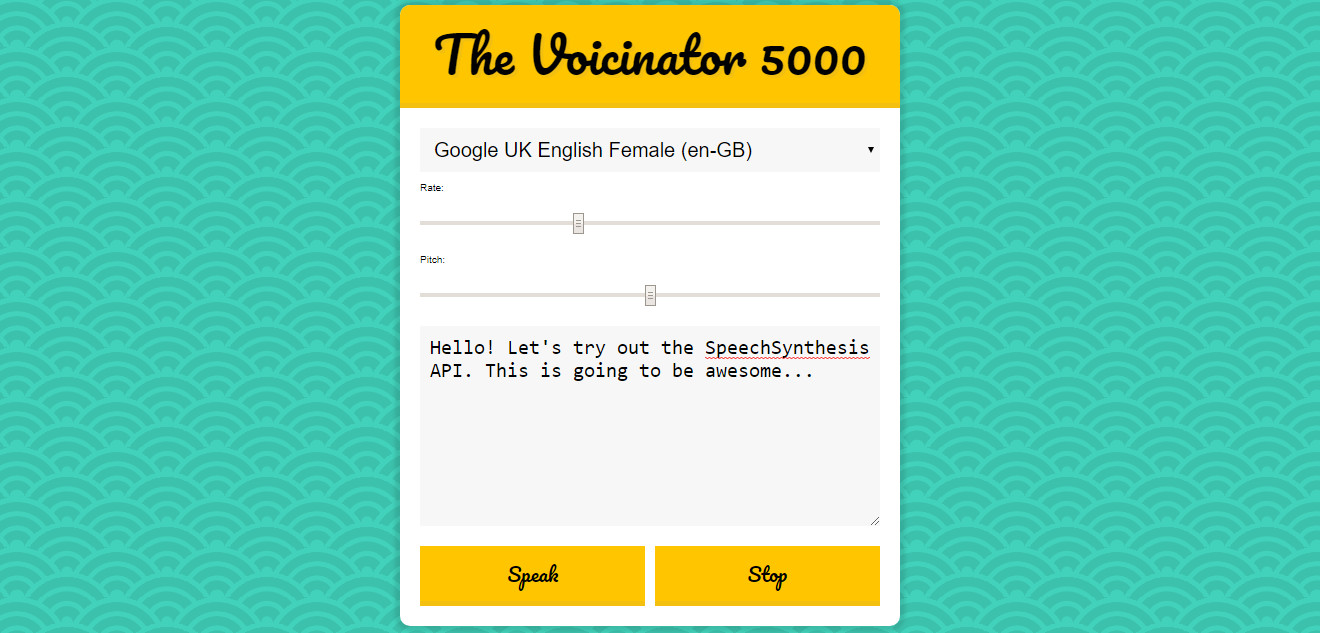 The Voicinator 5000
Google UK English Female (en-GB)
Rate:
Pitch:
Hello! Let's try out the SpeechSynthesis
API. This is going to be awesome...
Speak
Stop